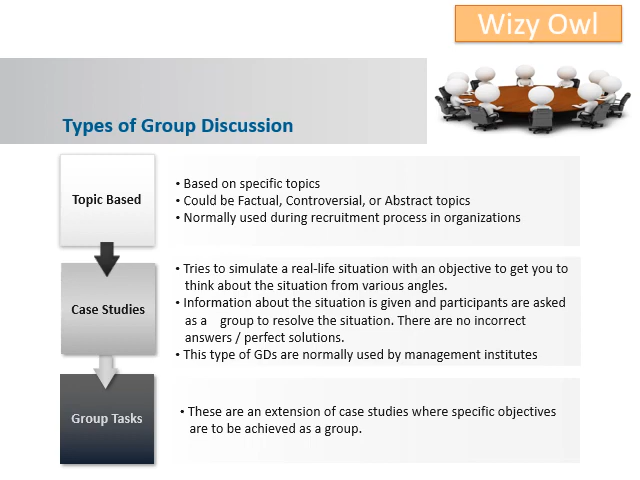 Wizy Owl
Types of Group Discussion
Topic Based
• Based on specific topics
• Could be Factual, Controversial, or Abstract topics
• Normally used during recruitment process in organizations
Case Studies
• Tries to simulate a real-life situation with an objective to get you to
think about the situation from various angles.
• Information about the situation is given and participants are asked
as a    group to resolve the situation. There are no incorrect
answers / perfect solutions.
• This type of GDs are normally used by management institutes
Group Tasks
• These are an extension of case studies where specific objectives
are to be achieved as a group.